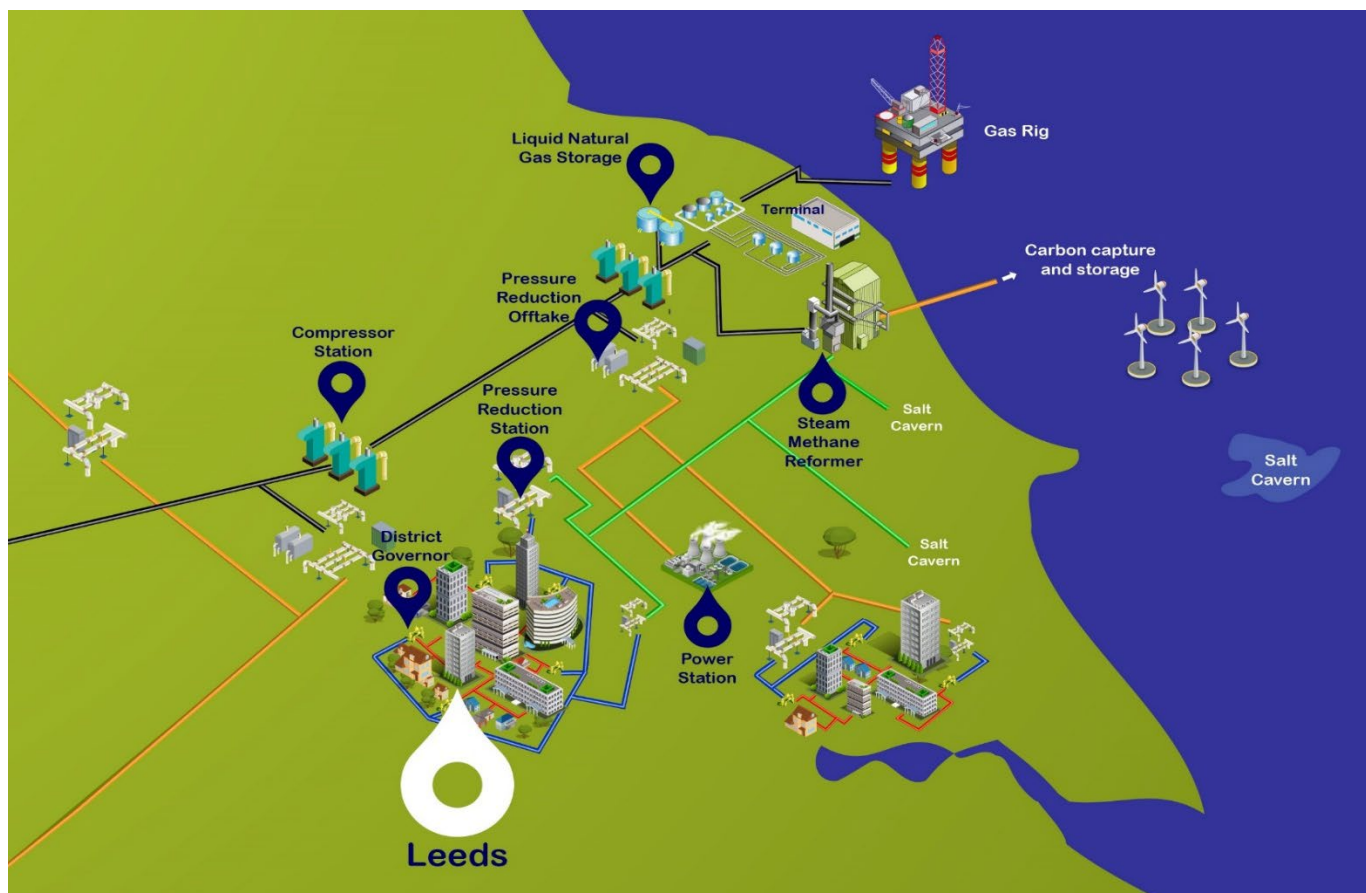 Gas Rig
Liquid Natural
Gas Storage
Terminal
Carbon capture
and storage
Pressure
Reduction
Offtake
Compressor
Station
Pressure
Reduction
Station
Salt
Cavern
Steam
Methane
Reformer
Salt
Cavern
District
Governor
Salt
Cavern
Power
Station
Leeds